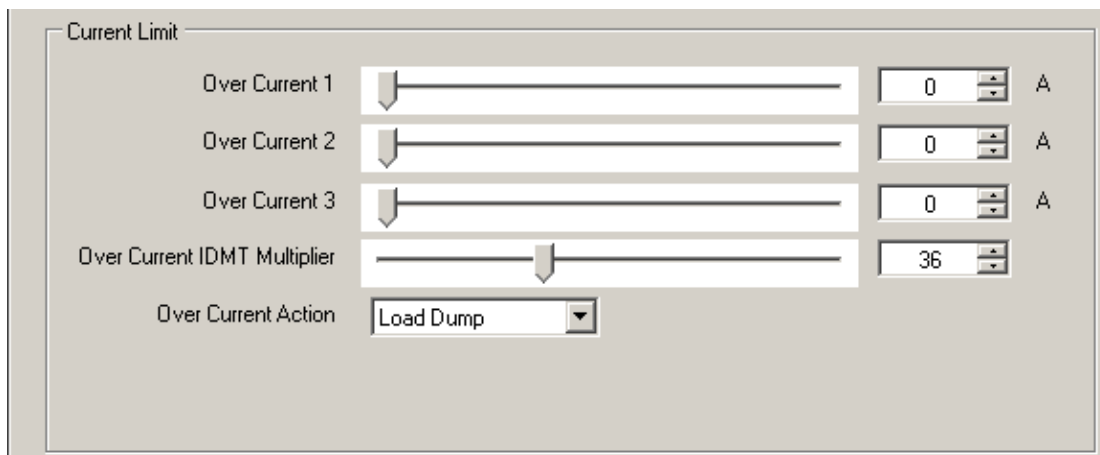 Current Limit
Over Current 1 0 A
Over Current 2 0 A
Over Current 3 0 A
Over Current IDMT Multiplier 36
Over Current Action Load Dump